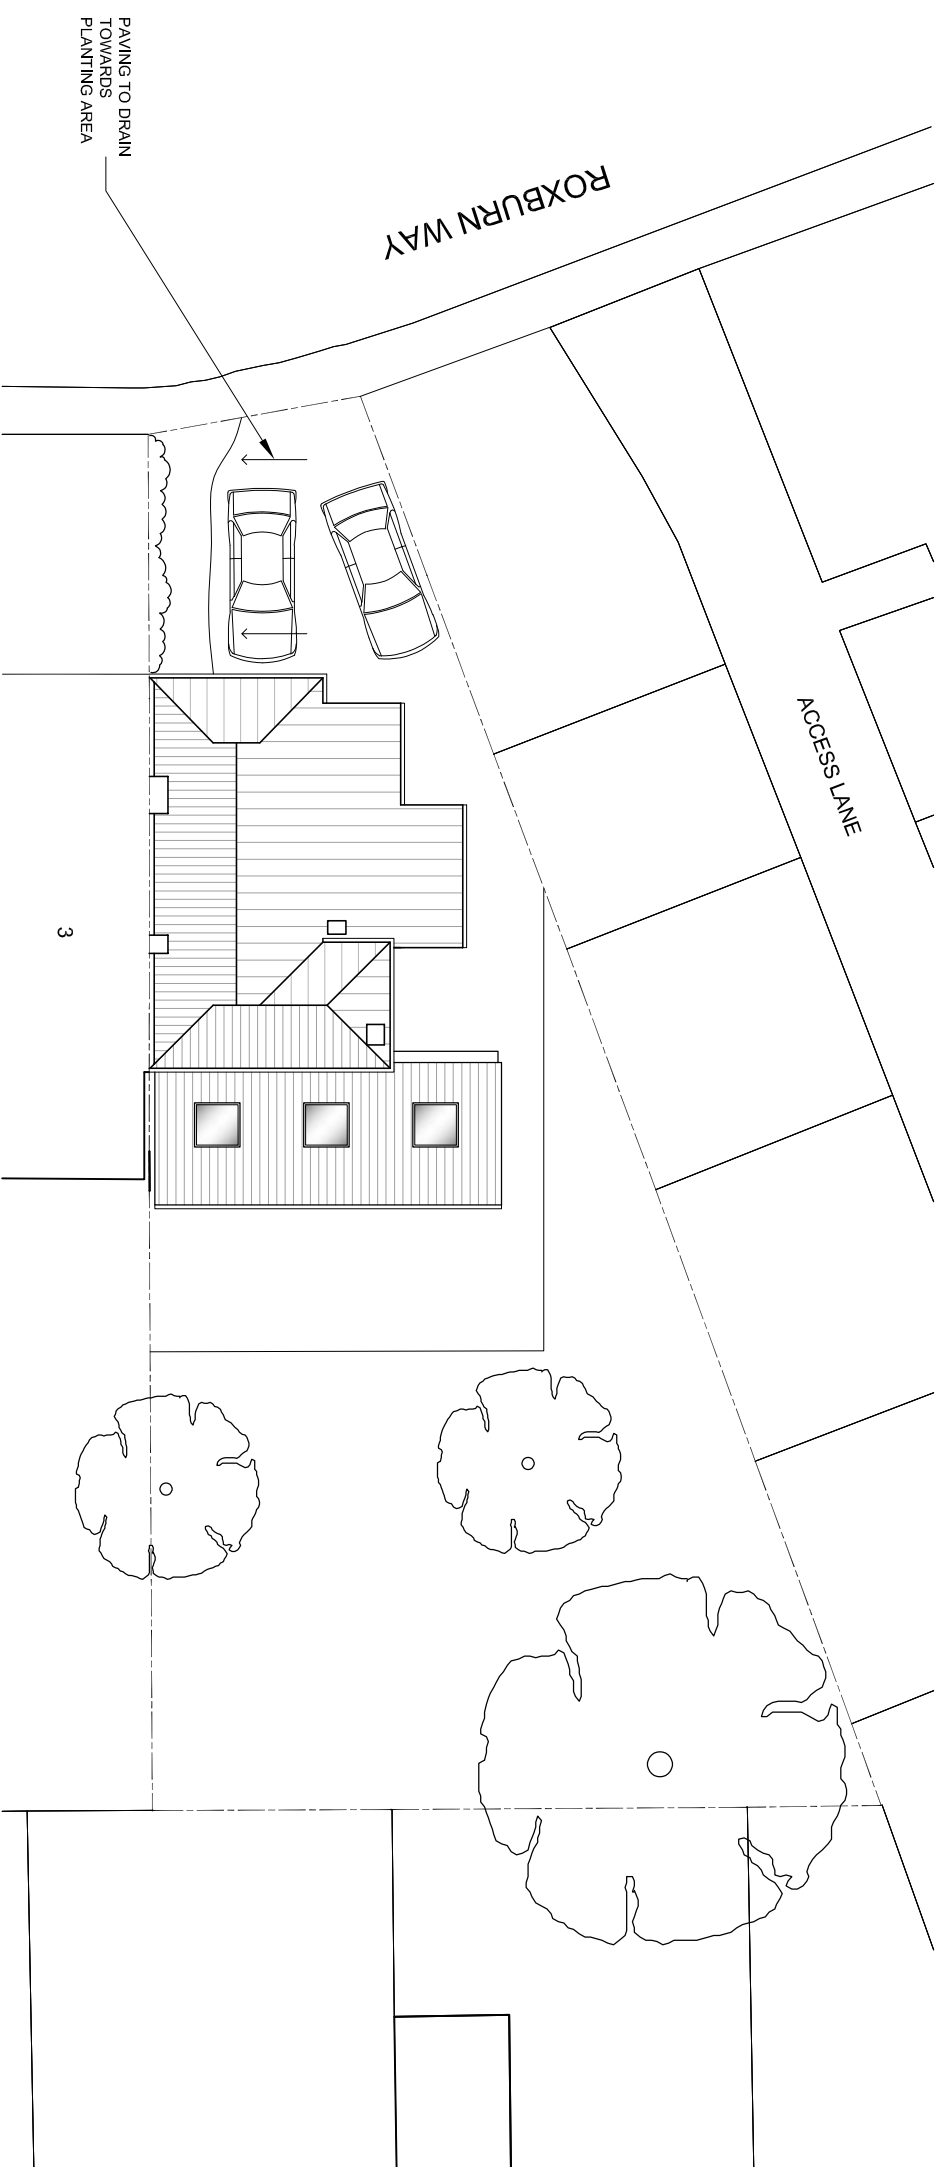 PAVING TO DRAIN
TOWARDS
PLANTING AREA
ROXBURN WAY
ACCESS LANE
3